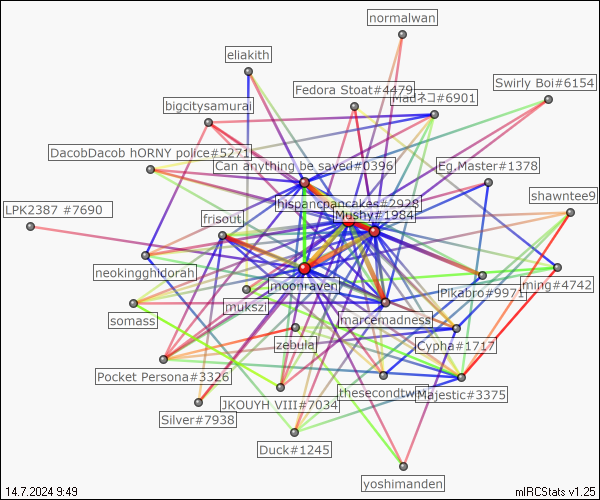 normalwan
eliakith
Fedora Stoat#4479
Swirly Boi#6154
Madネコ#6901
bigcitysamurai
DacobDacob hORNY police#5271
Can anything be saved#0396
Eg.Master#1378
shawntee9
hispancpancakes#2928
LPK2387 #7690
Mushy#1984
frisout
neokingghidorah
moonraven
ming#4742
Pikabro#9971
mukszi
somass
marcemadness
zebula
Cypha#1717
Pocket Persona#3326
thesecondtwin
Majestic#3375
JKOUYH VIII#7034
Silver#7938
Duck#1245
yoshimanden
14.7.2024 9:49
mIRCStats v1.25